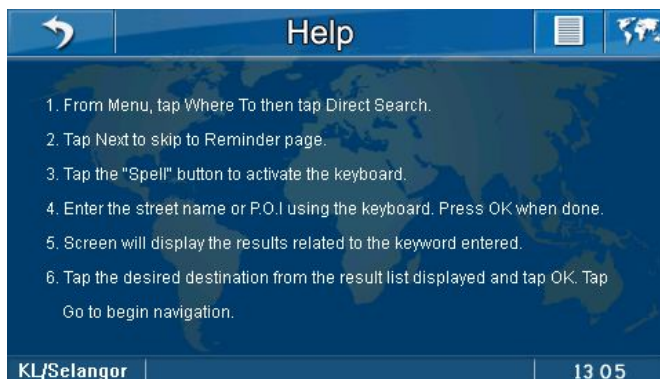 Help
1. From Menu, tap Where To then tap Direct Search.
2. Tap Next to skip to Reminder page.
3. Tap the "Spell" button to activate the keyboard.
4. Enter the street name or P.O.I using the keyboard. Press OK when done.
5. Screen will display the results related to the keyword entered.
6. Tap the desired destination from the result list displayed and tap OK. Tap
Go to begin navigation.
KL/Selangor
13 05